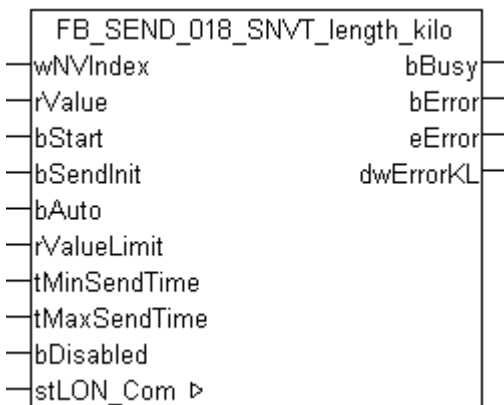 FB_SEND_018_SNVT_length_kilo
wNVIndex bBusy
rValue bError
bStart eError
bSendInit dwErrorKL
bAuto
rValueLimit
tMinSendTime
tMaxSendTime
bDisabled
stLON_Com ▷